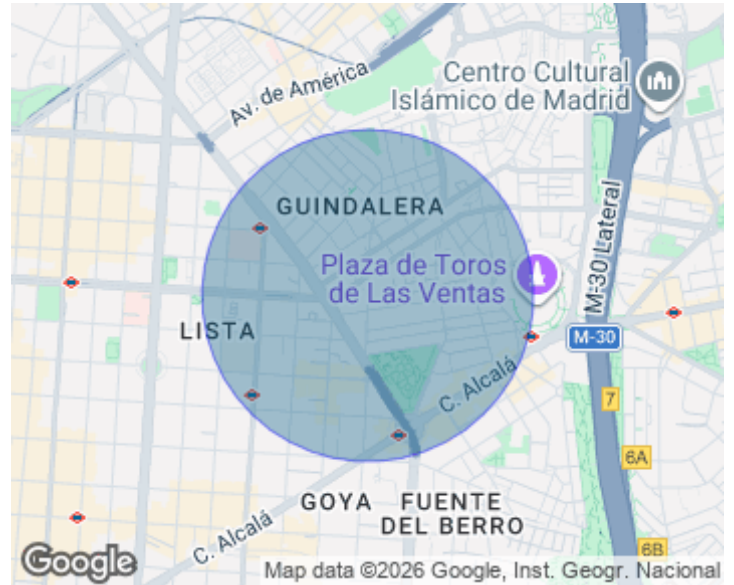 Centro Cultural
Islámico de Madrid
Av. de América
GUINDALERA
M-30 Lateral
Plaza de Toros
de Las Ventas
LISTA
M-30
C. Alcalá
7
6A
GOYA
FUENTE
DEL BERRO
C. Alcalá
6B
Google
Map data ©2026 Google, Inst. Geogr. Nacional